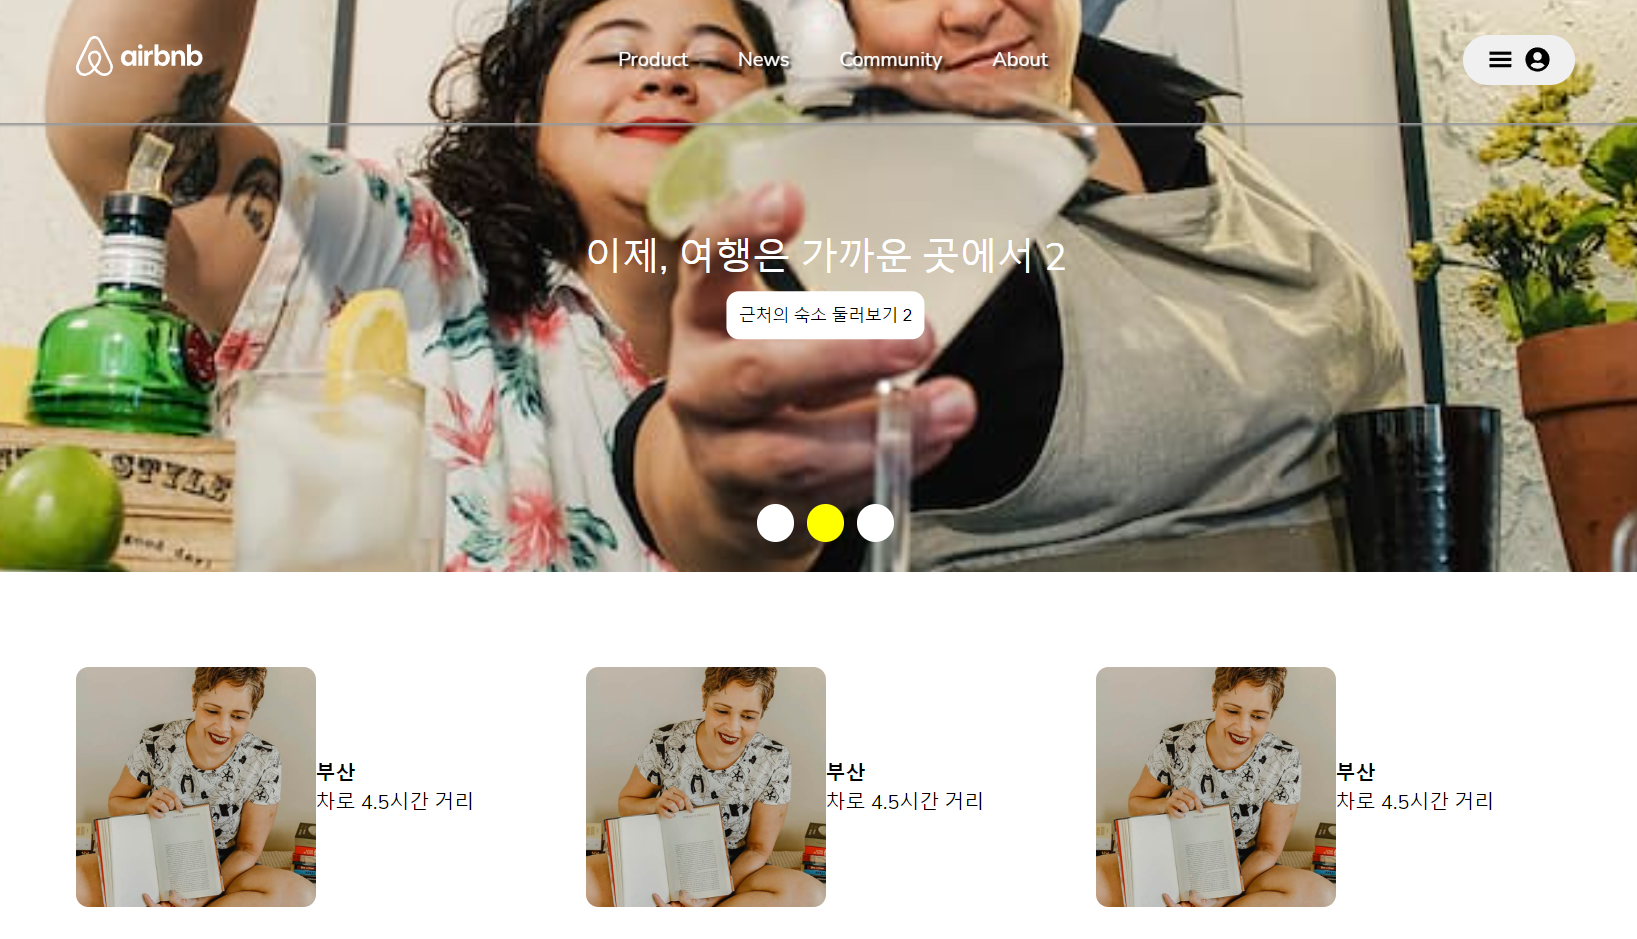 airbnb
Product News Community About
이제, 여행은 가까운 곳에서 2
근처의 숙소 둘러보기 2
STYLE
good day!
부산
차로 4.5시간 거리
부산
차로 4.5시간 거리
부산
차로 4.5시간 거리